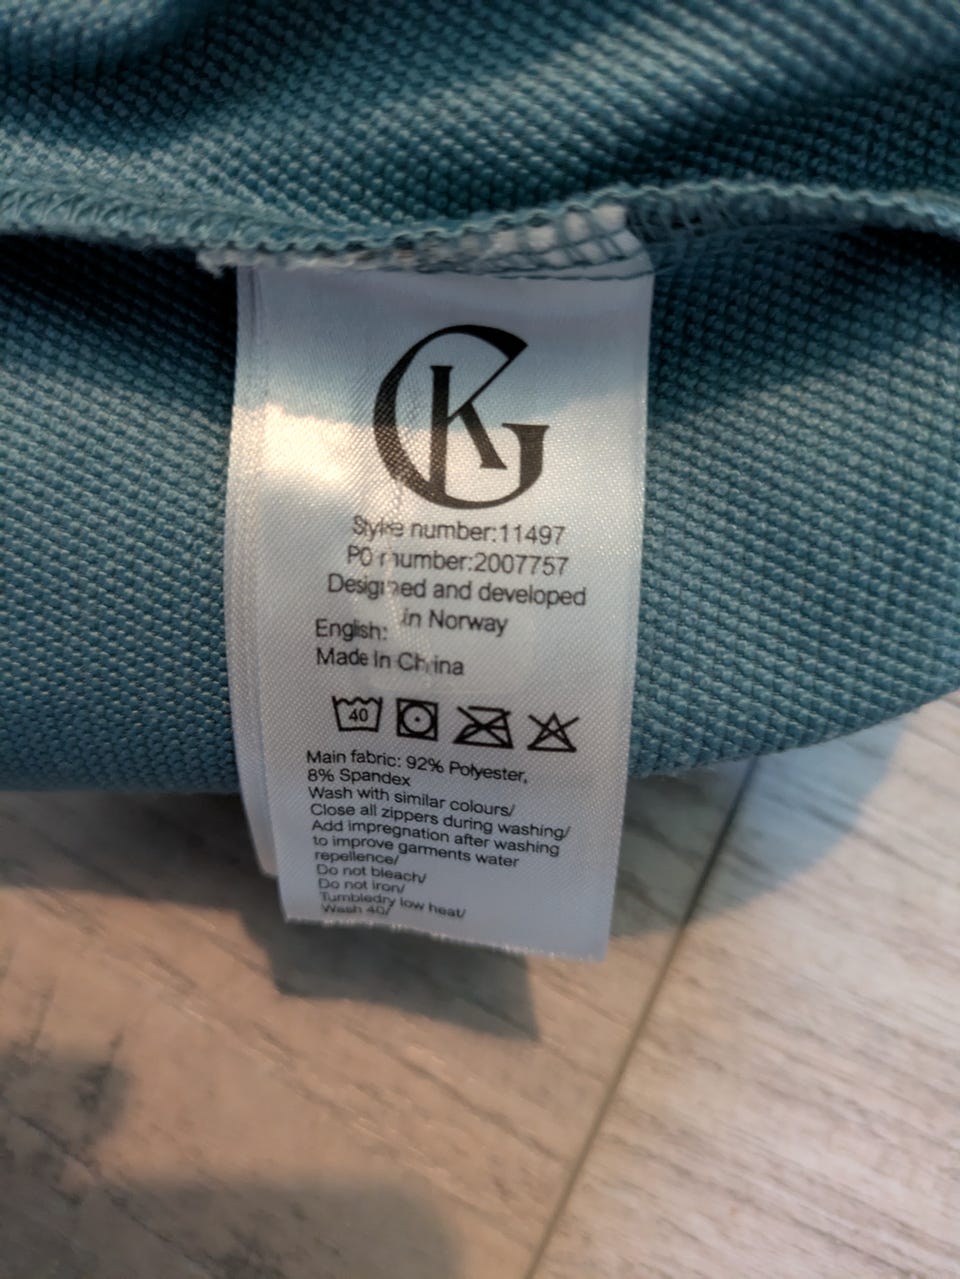 GK
Style number:11497
PO number:2007757
Designed and developed
in Norway
English:
Made In China
40
Main fabric: 92% Polyester,
8% Spandex
Wash with similar colours/
Close all zippers during washing/
Add impregnation after washing
to improve garments water
repellence/
Do not bleach/
Do not iron/
Tumbledry low heat/
Wash 40/